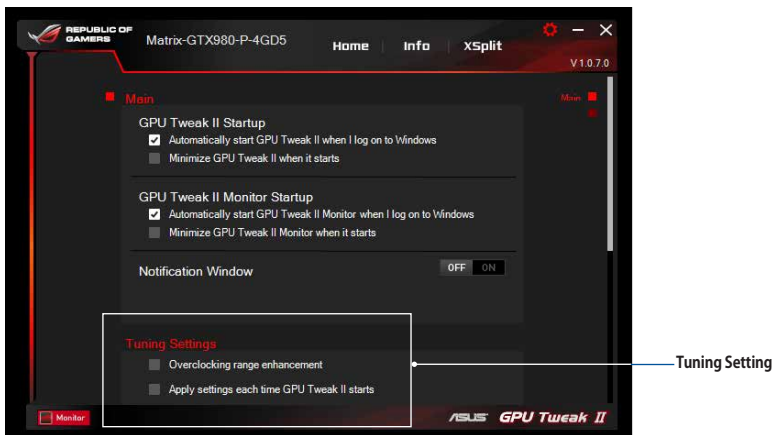 REPUBLIC OF
GAMERS
Matrix-GTX980-P-4GD5
Home Info XSplit
V 1.0.7.0
Main
Main
GPU Tweak II Startup
Automatically start GPU Tweak II when I log on to Windows
Minimize GPU Tweak II when it starts
GPU Tweak II Monitor Startup
Automatically start GPU Tweak II Monitor when I log on to Windows
Minimize GPU Tweak II Monitor when it starts
Notification Window OFF ON
Tuning Settings
Overclocking range enhancement
Tuning Setting
Apply settings each time GPU Tweak II starts
Monitor
ASUS GPU Tweak II